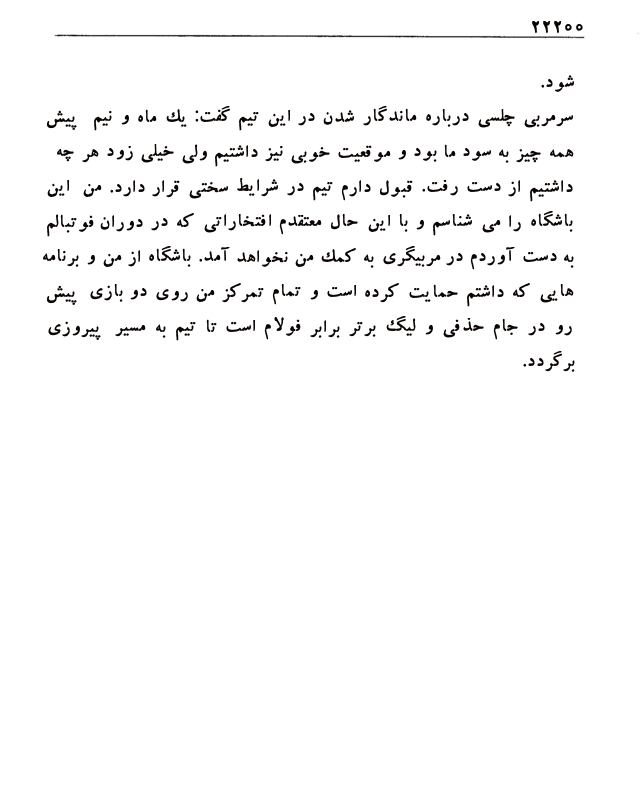 ۲۲۲۰۰
شود.
سرمربی چلسی درباره ماندگار شدن در این تیم گفت: یك ماه و نیم پیش
همه چیز به سود ما بود و موقعیت خوبی نیز داشتیم ولی خیلی زود هر چه
داشتیم از دست رفت. قبول دارم تیم در شرایط سختی قرار دارد. من این
باشگاه را می شناسم و با این حال معتقدم افتخاراتی که در دوران فوتبالم
به دست آوردم در مربیگری به کمك من نخواهد آمد. باشگاه از من و برنامه
هایی که داشتم حمایت کرده است و تمام تمرکز من روی دو بازی پیش
رو در جام حذفی و لیگ برتر برابر فولام است تا تیم به مسیر پیروزی
برگردد.